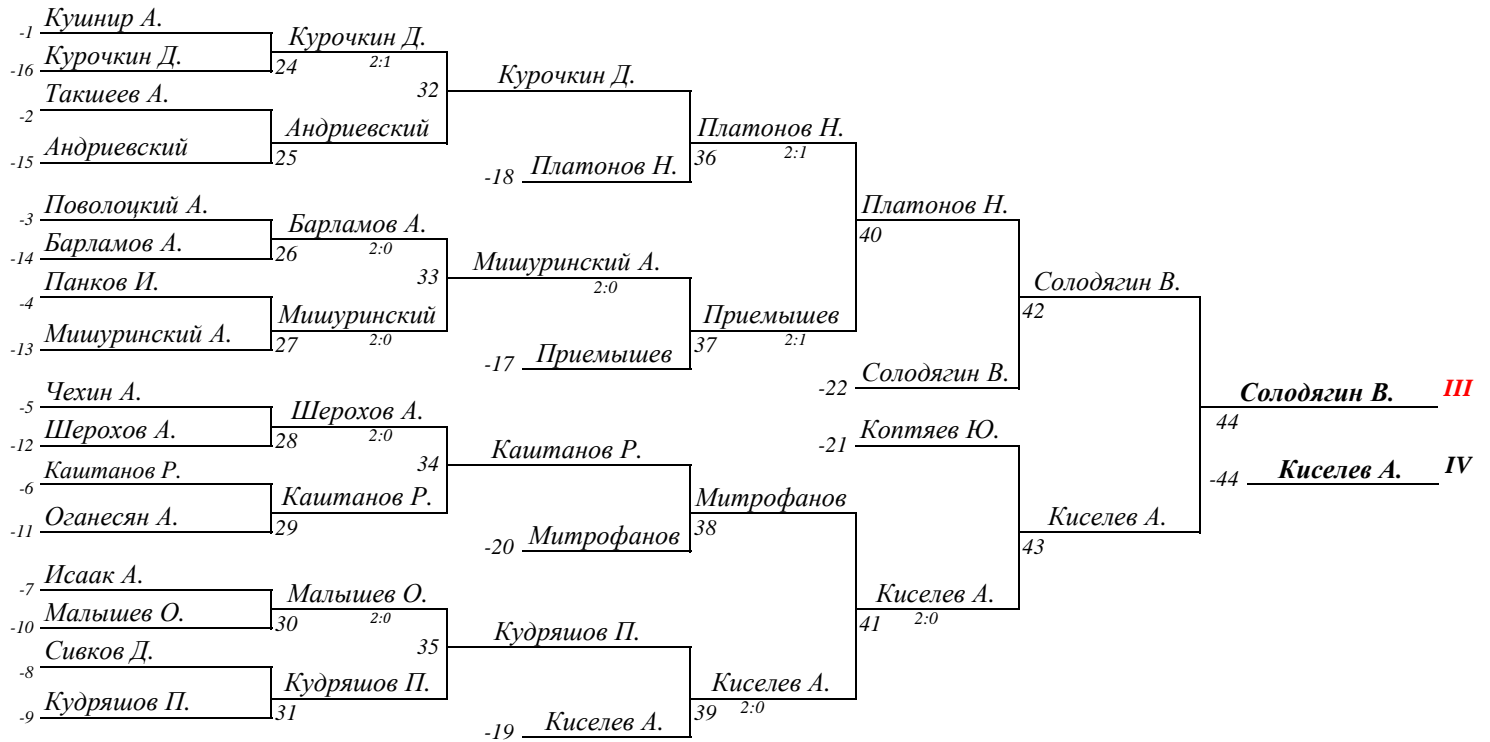 -1 Кушнир А.
Курочкин Д.
2:1
-16 Курочкин Д.
24
Такшеев А.
-2
32
Курочкин Д.
Андриевский
-15 Андриевский
25
Платонов Н.
2:1
-18 Платонов Н.
36
-3 Поволоцкий А.
Барламов А.
2:0
-14 Барламов А.
26
Платонов Н.
40
Панков И.
-4
33
Мишуринский А.
2:0
Мишуринский
2:0
-13 Мишуринский А.
27
Приемышев
2:1
-17 Приемышев
37
Солодягин В.
42
-22 Солодягин В.
-5 Чехин А.
Шерохов А.
2:0
-12 Шерохов А.
28
Солодягин В. III
44
-21 Коптяев Ю.
-6 Каштанов Р.
34
Каштанов Р.
-44 Киселев А. IV
Каштанов Р.
-11 Оганесян А.
29
Митрофанов
38
-20 Митрофанов
Киселев А.
43
-7 Исаак А.
Малышев О.
2:0
-10 Малышев О.
30
Киселев А.
41 2:0
-8 Сивков Д.
35
Кудряшов П.
Кудряшов П.
-9 Кудряшов П.
31
Киселев А.
39 2:0
-19 Киселев А.